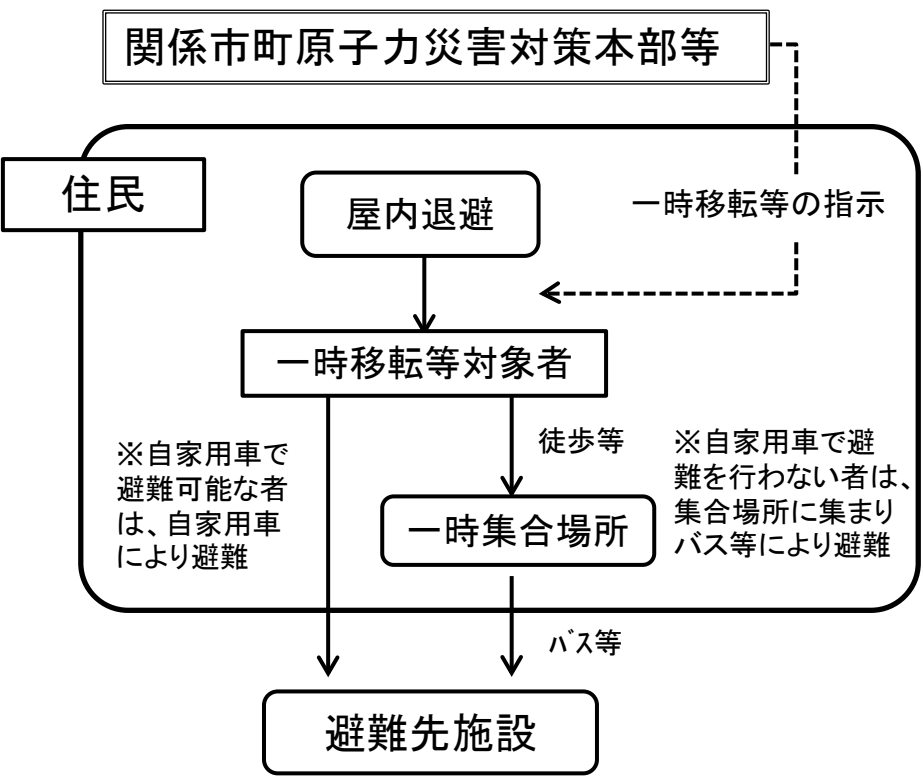 関係市町原子力災害対策本部等
住民
屋内退避
一時移転等の指示
一時移転等対象者
※自家用車で
避難可能な者
は、自家用車
により避難
徒歩等
※自家用車で避
難を行わない者は、
集合場所に集まり
バス等により避難
一時集合場所
バス等
避難先施設